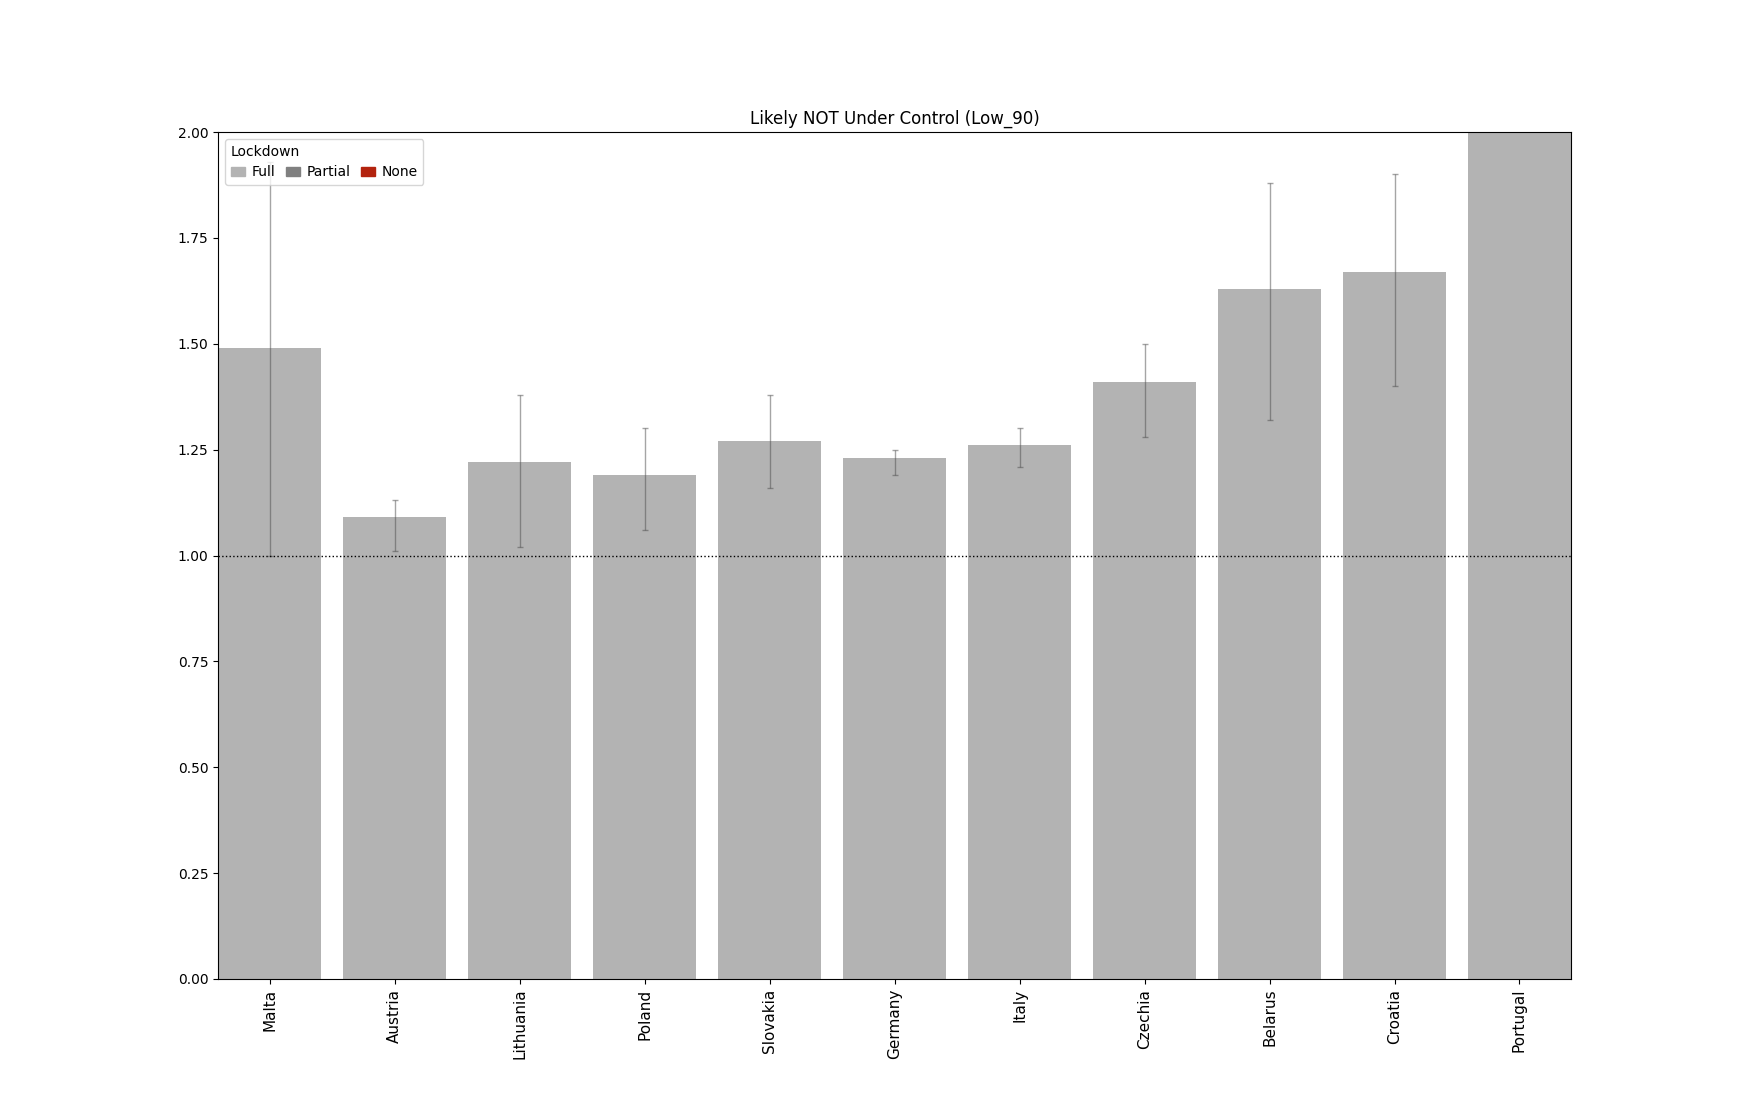 Likely NOT Under Control (Low_90)
Lockdown
Full Partial None
2.00
1.75
1.50
1.25
1.00
0.75
0.50
0.25
0.00
Malta
Austria
Lithuania
Poland
Slovakia
Germany
Italy
Czechia
Belarus
Croatia
Portugal